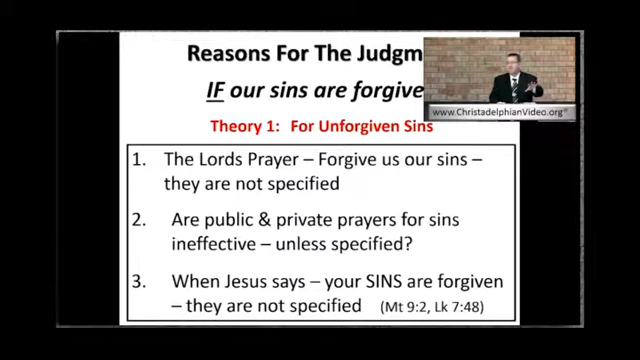 Reasons For The Judgm
IF our sins are forgive
www.ChristadelphianVideo.org
Theory 1: For Unforgiven Sins
1. The Lords Prayer – Forgive us our sins –
they are not specified
2. Are public & private prayers for sins
ineffective – unless specified?
3. When Jesus says – your SINS are forgiven
– they are not specified (Mt 9:2, Lk 7:48)